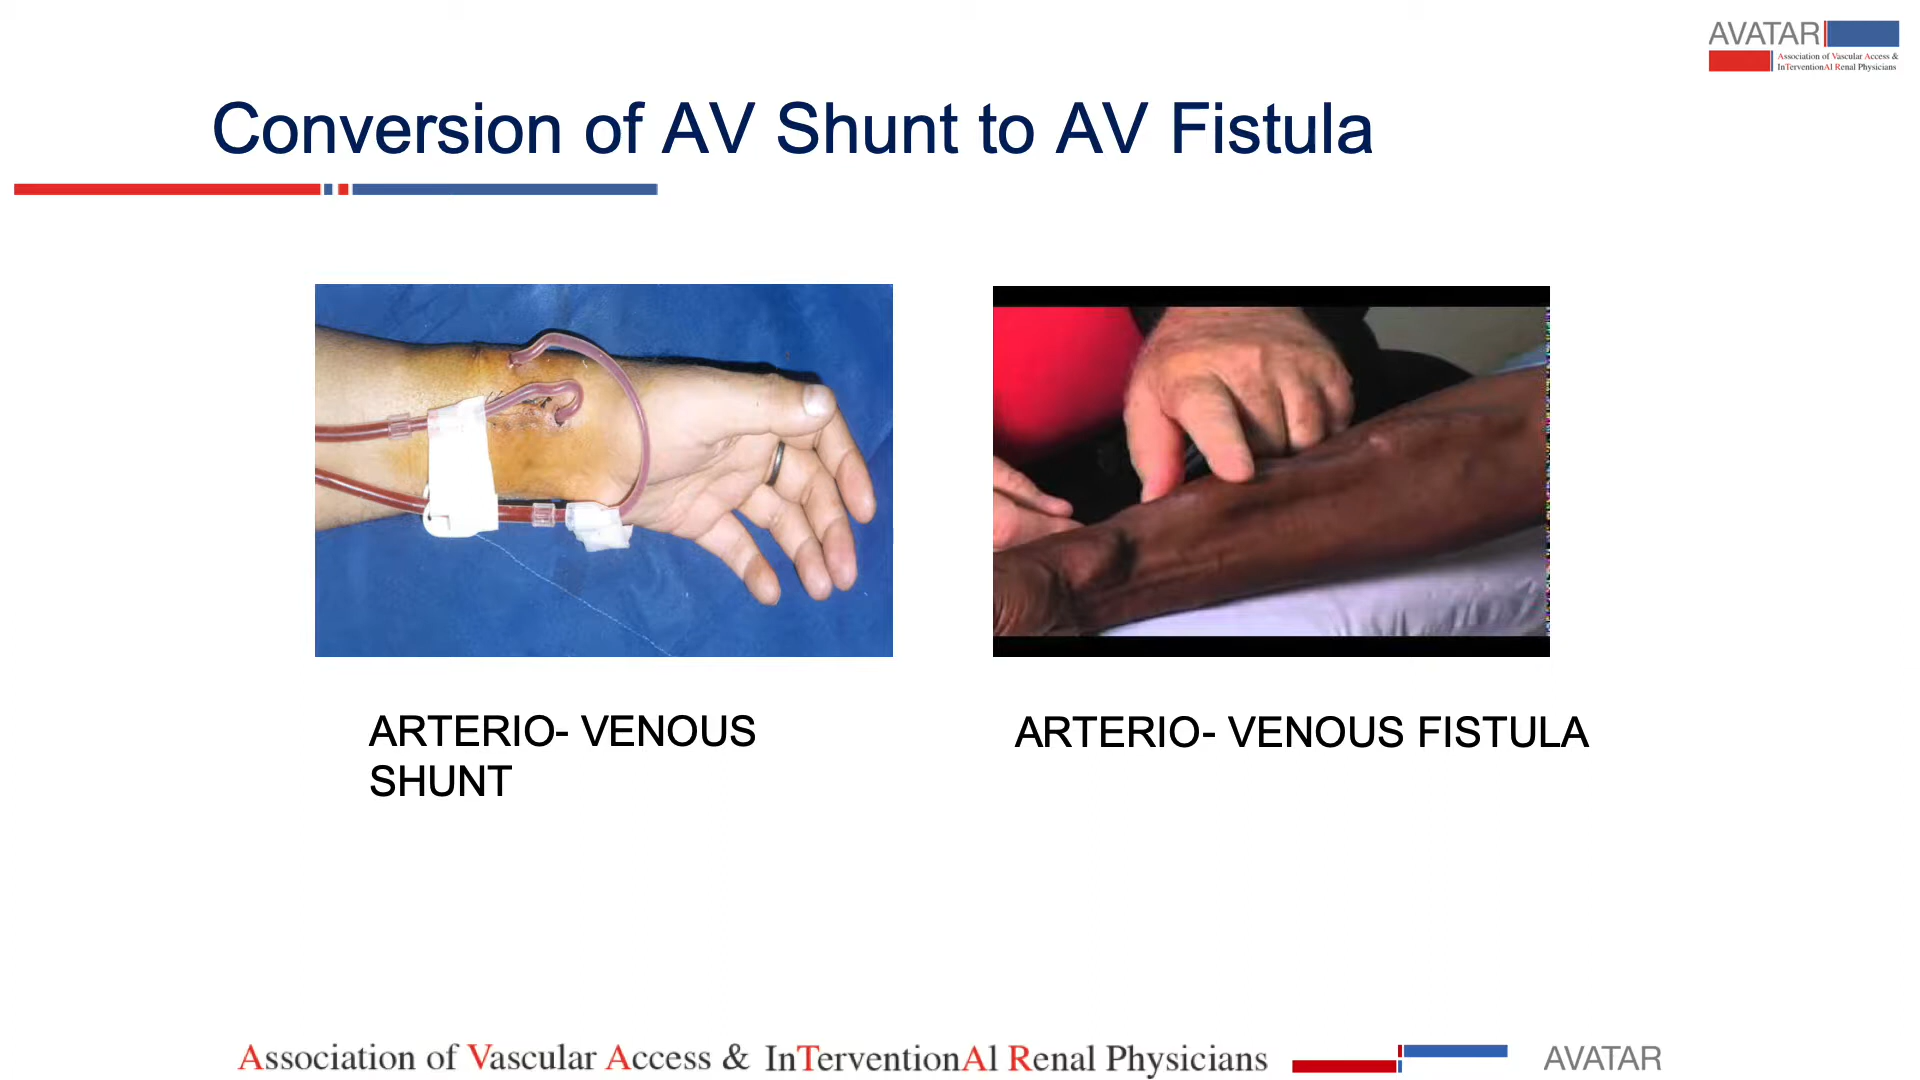 AVATAR
Association of Vascular Access &
InTerventionAl Renal Physicians
Conversion of AV Shunt to AV Fistula
ARTERIO- VENOUS
SHUNT
ARTERIO- VENOUS FISTULA
Association of Vascular Access & InTerventionAl Renal Physicians
AVATAR